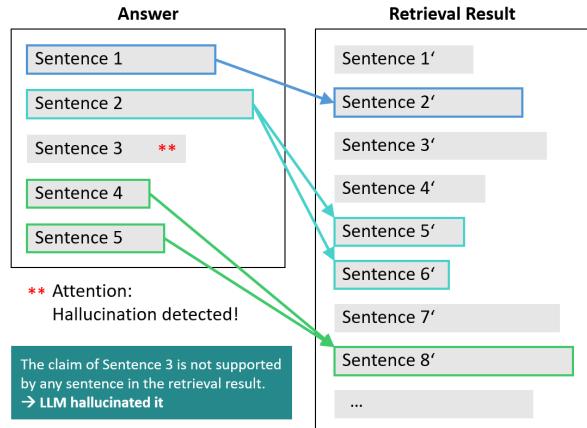 Answer
Sentence 1
Sentence 2
Sentence 3 **
Sentence 4
Sentence 5
** Attention:
Hallucination detected!
The claim of Sentence 3 is not supported
by any sentence in the retrieval result.
→ LLM hallucinated it
Retrieval Result
Sentence 1‘
Sentence 2‘
Sentence 3‘
Sentence 4‘
Sentence 5‘
Sentence 6‘
Sentence 7‘
Sentence 8‘
...